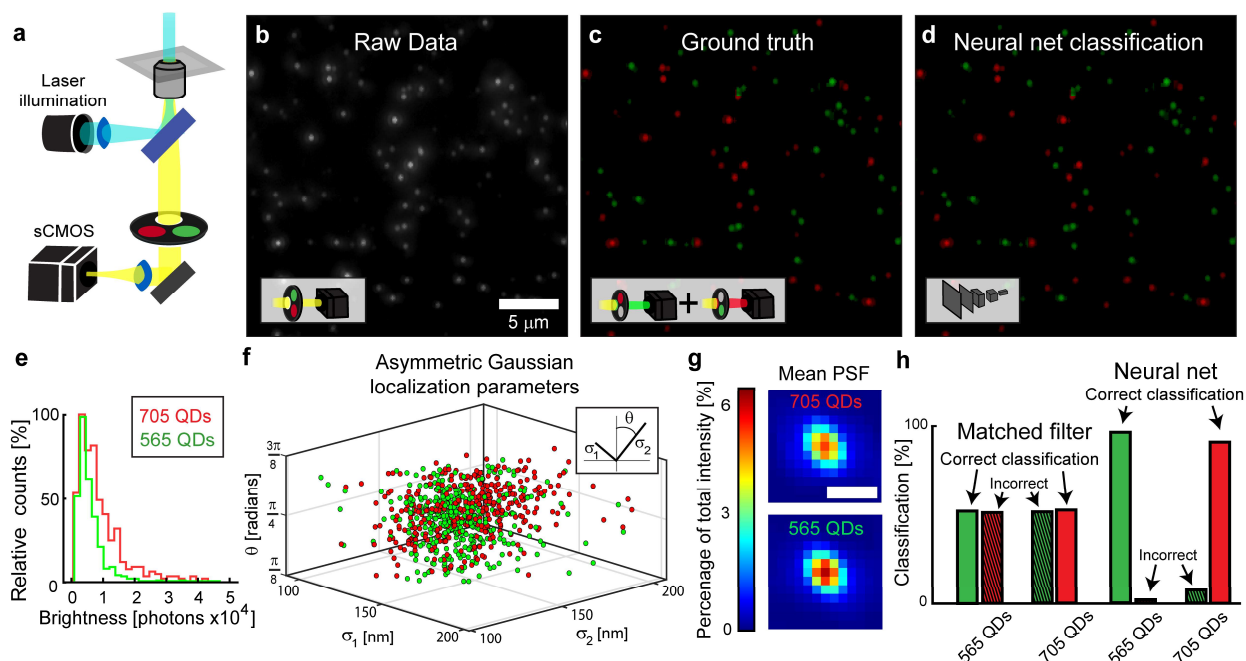 a
Laser
illumination
sCMOS
b
Raw Data
5 μm
c
Ground truth
+
d
Neural net classification
e
705 QDs
565 QDs
100
50
0
Relative counts [%]
0 1 2 3 4 5
Brightness [photons x10⁴]
f
Asymmetric Gaussian
localization parameters
θ
σ₁
σ₂
3π
8
π
4
π
8
θ [radians]
100
150
200
σ₁ [nm]
100
150
200
σ₂ [nm]
g
Mean PSF
705 QDs
565 QDs
6
3
0
Percentage of total intensity [%]
h
Neural net
Correct classification
Matched filter
Correct classification
Incorrect
Incorrect
100
0
Classification [%]
565 QDs
705 QDs
565 QDs
705 QDs